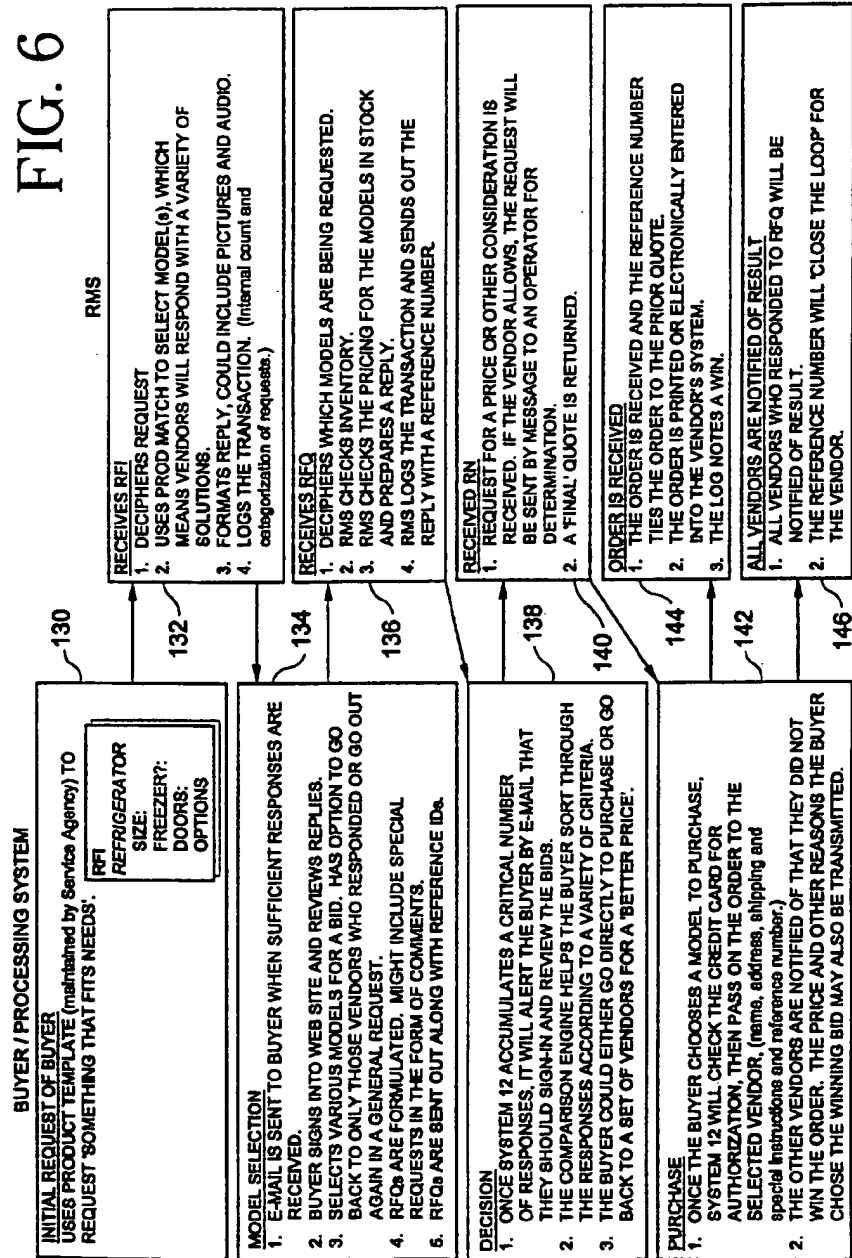 FIG. 6
BUYER / PROCESSING SYSTEM
RMS
INITIAL REQUEST OF BUYER
USES PRODUCT TEMPLATE (maintained by Service Agency) TO
REQUEST 'SOMETHING THAT FITS NEEDS'.
RFI
REFRIGERATOR
SIZE:
FREEZER?:
DOORS:
OPTIONS
130
RECEIVES RFI
1. DECIPHERS REQUEST
2. USES PROD MATCH TO SELECT MODEL(s), WHICH
MEANS VENDORS WILL RESPOND WITH A VARIETY OF
SOLUTIONS.
3. FORMATS REPLY, COULD INCLUDE PICTURES AND AUDIO.
4. LOGS THE TRANSACTION. (Internal count and
categorization of requests.)
132
MODEL SELECTION
1. E-MAIL IS SENT TO BUYER WHEN SUFFICIENT RESPONSES ARE
RECEIVED.
2. BUYER SIGNS INTO WEB SITE AND REVIEWS REPLIES.
3. SELECTS VARIOUS MODELS FOR A BID. HAS OPTION TO GO
BACK TO ONLY THOSE VENDORS WHO RESPONDED OR GO OUT
AGAIN IN A GENERAL REQUEST.
4. RFQs ARE FORMULATED. MIGHT INCLUDE SPECIAL
REQUESTS IN THE FORM OF COMMENTS.
5. RFQs ARE SENT OUT ALONG WITH REFERENCE IDs.
134
RECEIVES RFQ
1. DECIPHERS WHICH MODELS ARE BEING REQUESTED.
2. RMS CHECKS INVENTORY.
3. RMS CHECKS THE PRICING FOR THE MODELS IN STOCK
AND PREPARES A REPLY.
4. RMS LOGS THE TRANSACTION AND SENDS OUT THE
REPLY WITH A REFERENCE NUMBER.
136
DECISION
1. ONCE SYSTEM 12 ACCUMULATES A CRITICAL NUMBER
OF RESPONSES, IT WILL ALERT THE BUYER BY E-MAIL THAT
THEY SHOULD SIGN-IN AND REVIEW THE BIDS.
2. THE COMPARISON ENGINE HELPS THE BUYER SORT THROUGH
THE RESPONSES ACCORDING TO A VARIETY OF CRITERIA.
3. THE BUYER COULD EITHER GO DIRECTLY TO PURCHASE OR GO
BACK TO A SET OF VENDORS FOR A 'BETTER PRICE'.
138
RECEIVED RN
1. REQUEST FOR A PRICE OR OTHER CONSIDERATION IS
RECEIVED. IF THE VENDOR ALLOWS, THE REQUEST WILL
BE SENT BY MESSAGE TO AN OPERATOR FOR
DETERMINATION.
2. A 'FINAL' QUOTE IS RETURNED.
140
PURCHASE
1. ONCE THE BUYER CHOOSES A MODEL TO PURCHASE,
SYSTEM 12 WILL CHECK THE CREDIT CARD FOR
AUTHORIZATION, THEN PASS ON THE ORDER TO THE
SELECTED VENDOR, (name, address, shipping and
special instructions and reference number.)
2. THE OTHER VENDORS ARE NOTIFIED OF THAT THEY DID NOT
WIN THE ORDER. THE PRICE AND OTHER REASONS THE BUYER
CHOSE THE WINNING BID MAY ALSO BE TRANSMITTED.
142
ORDER IS RECEIVED
1. THE ORDER IS RECEIVED AND THE REFERENCE NUMBER
TIES THE ORDER TO THE PRIOR QUOTE.
2. THE ORDER IS PRINTED OR ELECTRONICALLY ENTERED
INTO THE VENDOR'S SYSTEM.
3. THE LOG NOTES A WIN.
144
ALL VENDORS ARE NOTIFIED OF RESULT
1. ALL VENDORS WHO RESPONDED TO RFQ WILL BE
NOTIFIED OF RESULT.
2. THE REFERENCE NUMBER WILL 'CLOSE THE LOOP' FOR
THE VENDOR.
146